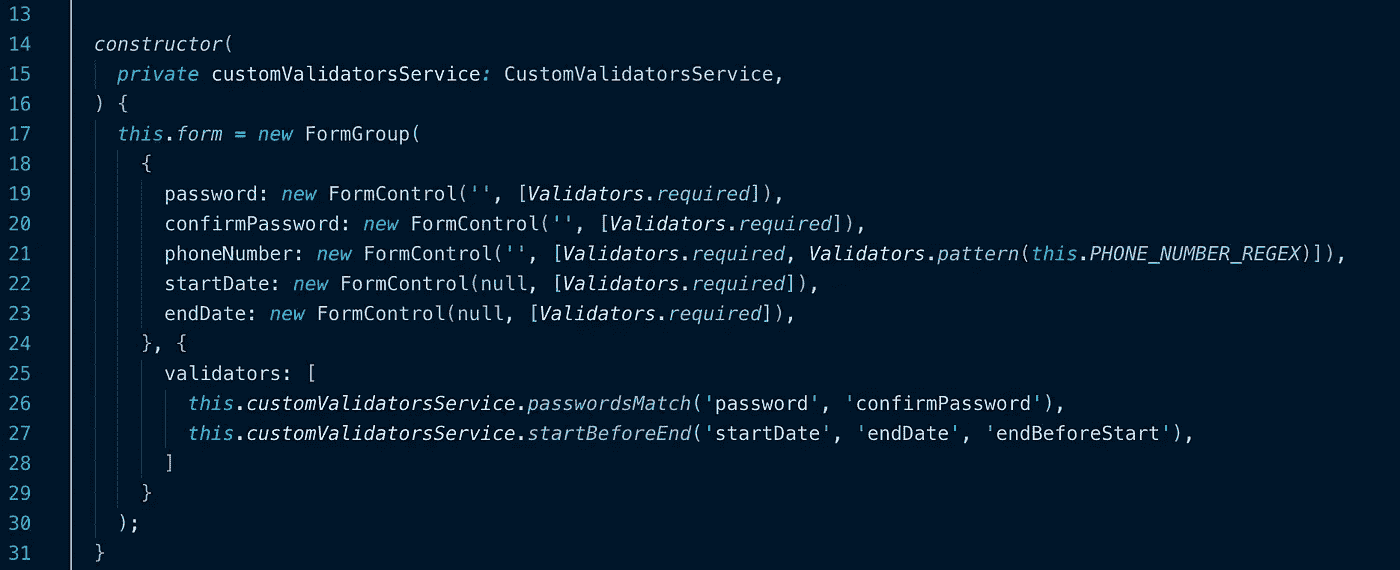 13
14 constructor(
15 private customValidatorsService: CustomValidatorsService,
16 ) {
17 this.form = new FormGroup(
18 {
19 password: new FormControl('', [Validators.required]),
20 confirmPassword: new FormControl('', [Validators.required]),
21 phoneNumber: new FormControl('', [Validators.required, Validators.pattern(this.PHONE_NUMBER_REGEX)]),
22 startDate: new FormControl(null, [Validators.required]),
23 endDate: new FormControl(null, [Validators.required]),
24 }, {
25 validators: [
26 this.customValidatorsService.passwordsMatch('password', 'confirmPassword'),
27 this.customValidatorsService.startBeforeEnd('startDate', 'endDate', 'endBeforeStart'),
28 ]
29 }
30 );
31 }